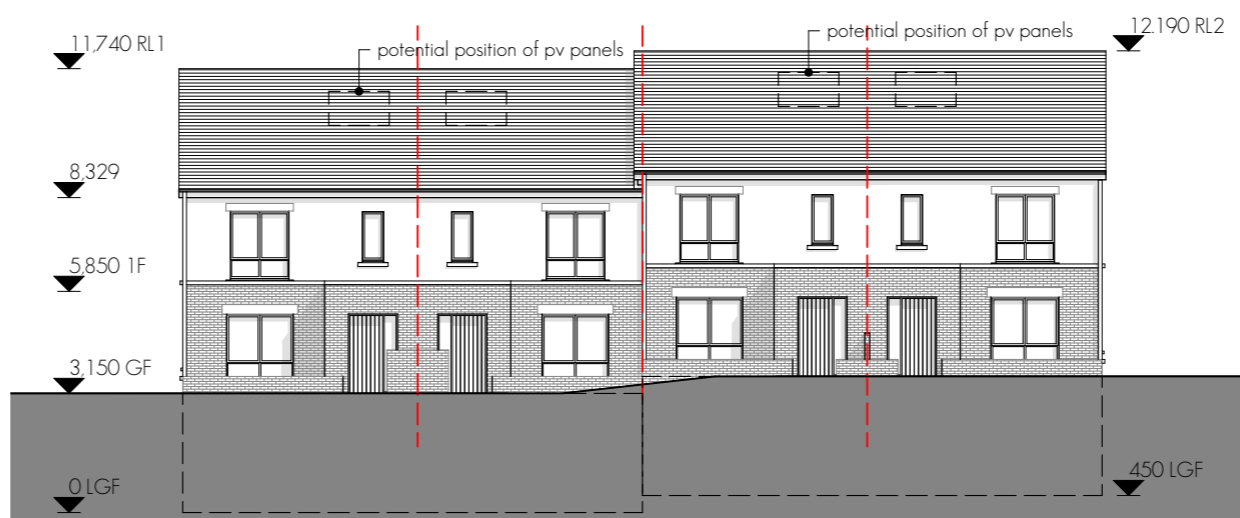 11,740 RL1
potential position of pv panels
potential position of pv panels
12.190 RL2
8,329
5,850 1F
3,150 GF
0 LGF
450 LGF